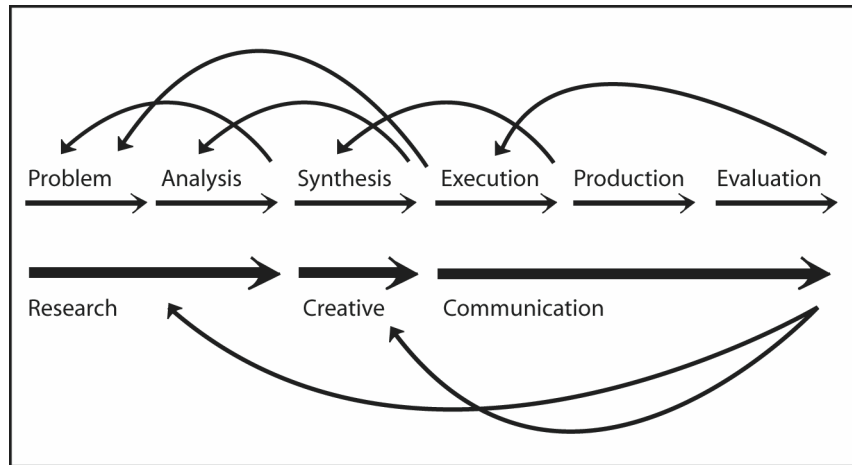 Problem Analysis Synthesis Execution Production Evaluation
Research Creative Communication